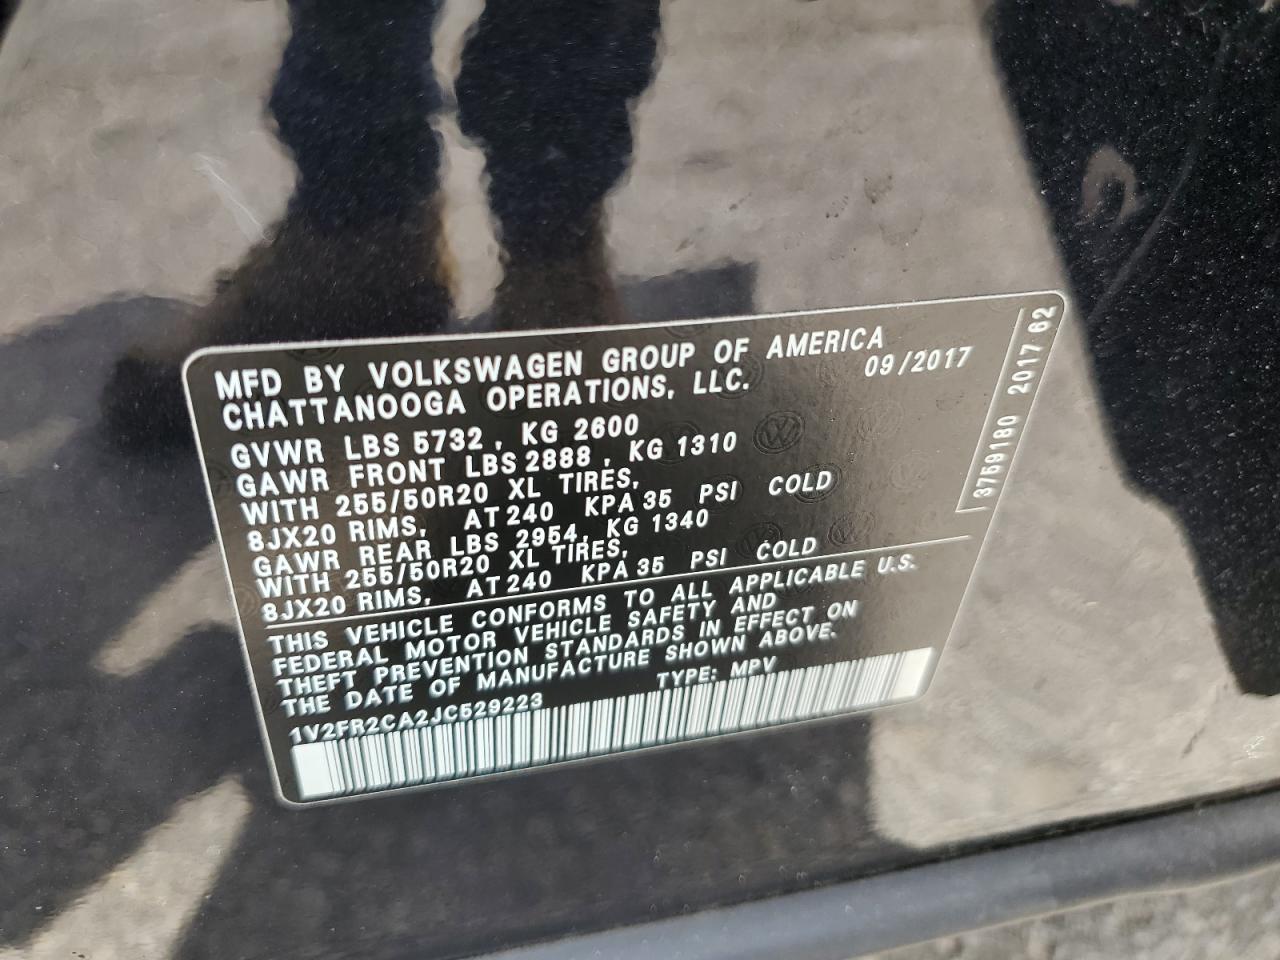 MFD BY VOLKSWAGEN GROUP OF AMERICA
CHATTANOOGA OPERATIONS, LLC. 09/2017
GVWR LBS 5732, KG 2600
GAWR FRONT LBS 2888, KG 1310
WITH 255/50R20 XL TIRES,
8JX20 RIMS, AT 240 KPA 35 PSI COLD
GAWR REAR LBS 2954, KG 1340
WITH 255/50R20 XL TIRES,
8JX20 RIMS, AT 240 KPA 35 PSI COLD
THIS VEHICLE CONFORMS TO ALL APPLICABLE U.S.
FEDERAL MOTOR VEHICLE SAFETY AND
THEFT PREVENTION STANDARDS IN EFFECT ON
THE DATE OF MANUFACTURE SHOWN ABOVE.
1V2FR2CA2JC529223 TYPE: MPV
3759180 2017 62